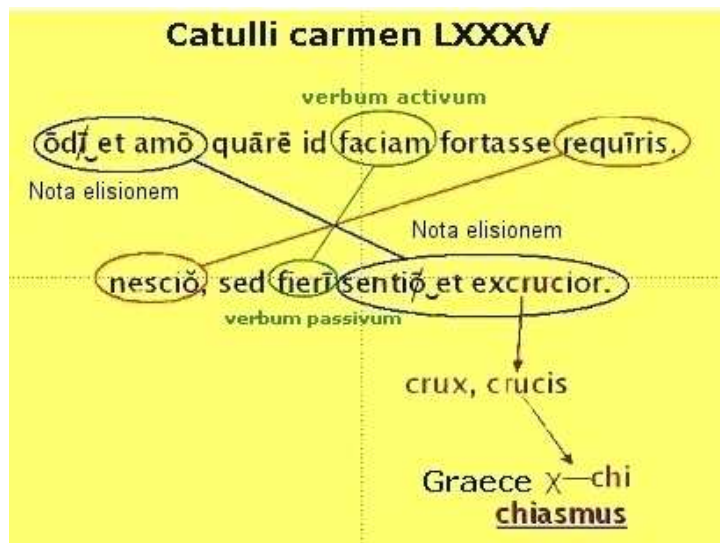 Catulli carmen LXXXV
verbum activum
ōdī et amō quārē id faciam fortasse requīris.
Nota elisionem
Nota elisionem
nesciŏ, sed fierī sentiō et excrucior.
verbum passivum
crux, crucis
Graece χ—chi
chiasmus